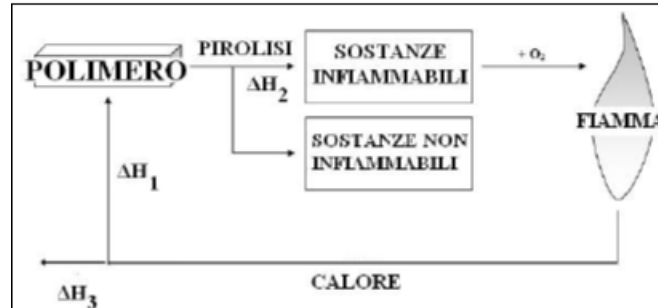 POLIMERO
PIROLISI
ΔH2
SOSTANZE
INFIAMMABILI
+ O2
FIAMMA
SOSTANZE NON
INFIAMMABILI
ΔH1
CALORE
ΔH3